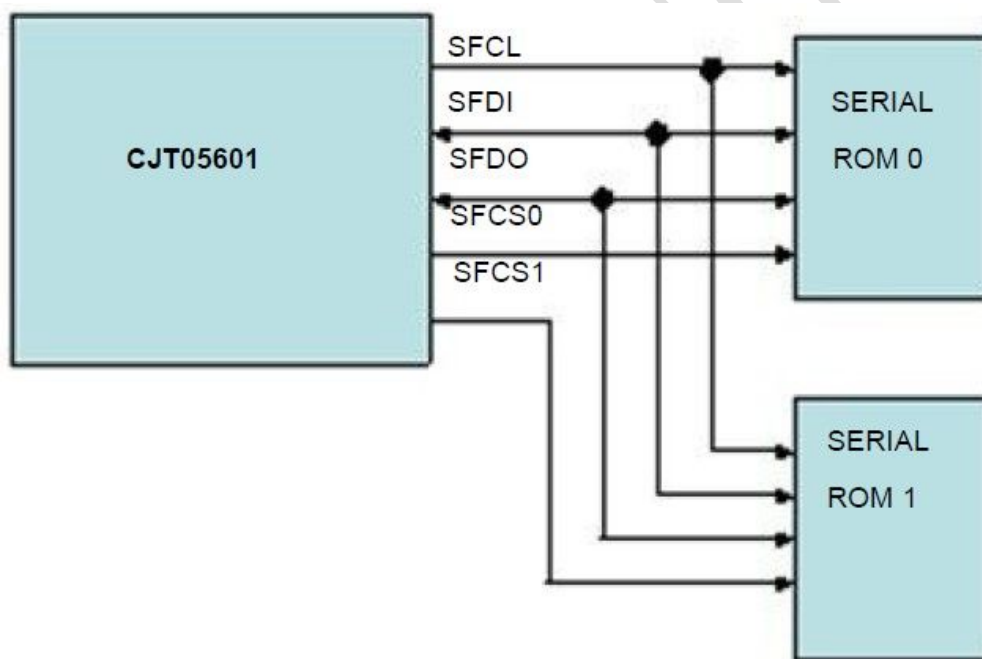 SFCL
SFDI
SFDO
SFCS0
SFCS1
CJT05601
SERIAL
ROM 0
SERIAL
ROM 1